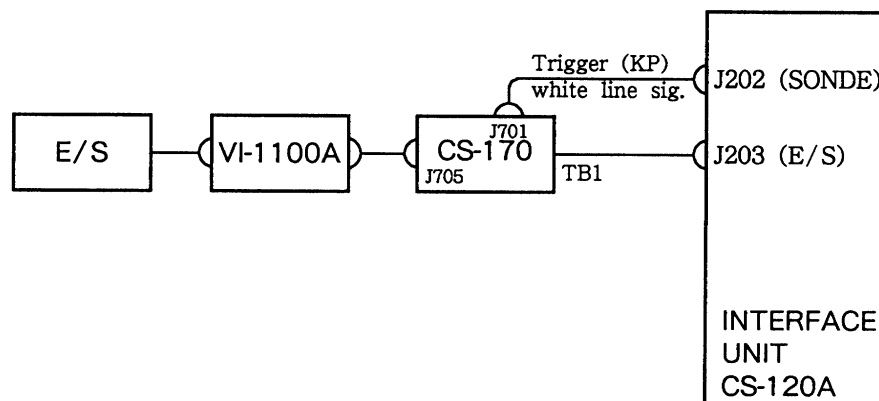 Trigger (KP)
white line sig.
J202 (SONDE)
E/S
VI-1100A
J701
CS-170
J705
TB1
J203 (E/S)
INTERFACE
UNIT
CS-120A